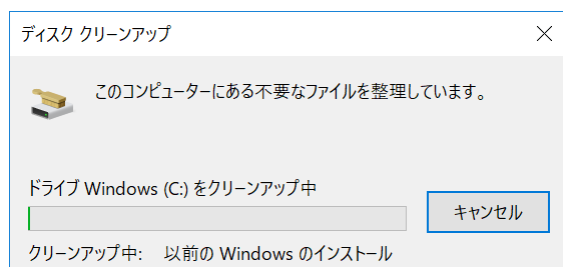 ディスク クリーンアップ
このコンピューターにある不要なファイルを整理しています。
ドライブ Windows (C:) をクリーンアップ中
キャンセル
クリーンアップ中: 以前の Windows のインストール